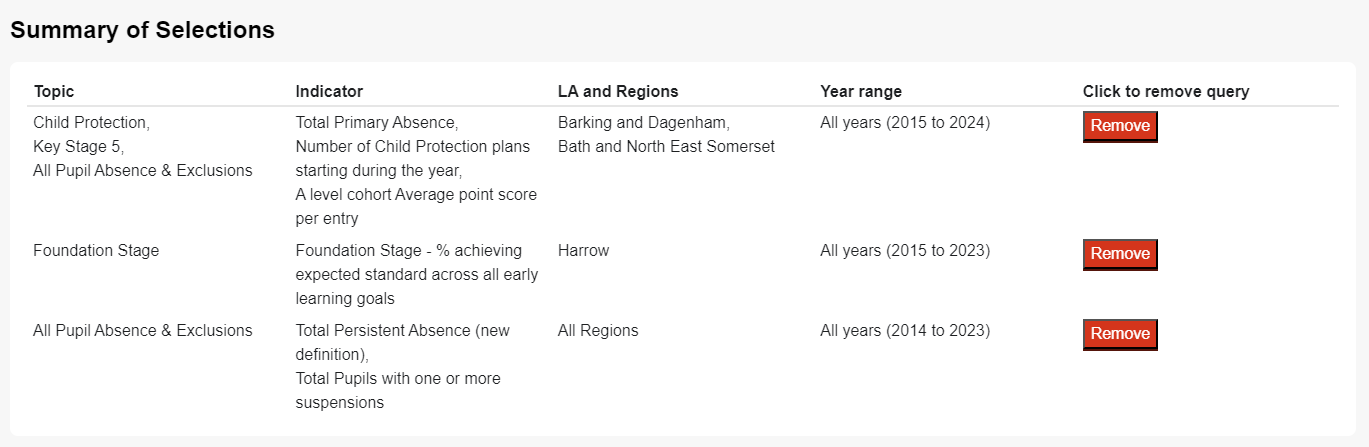 Summary of Selections
Topic Indicator LA and Regions Year range Click to remove query
Child Protection, Total Primary Absence, Barking and Dagenham, All years (2015 to 2024) Remove
Key Stage 5, Number of Child Protection plans Bath and North East Somerset
All Pupil Absence & Exclusions starting during the year,
A level cohort Average point score
per entry
Foundation Stage Foundation Stage - % achieving Harrow All years (2015 to 2023) Remove
expected standard across all early
learning goals
All Pupil Absence & Exclusions Total Persistent Absence (new All Regions All years (2014 to 2023) Remove
definition),
Total Pupils with one or more
suspensions